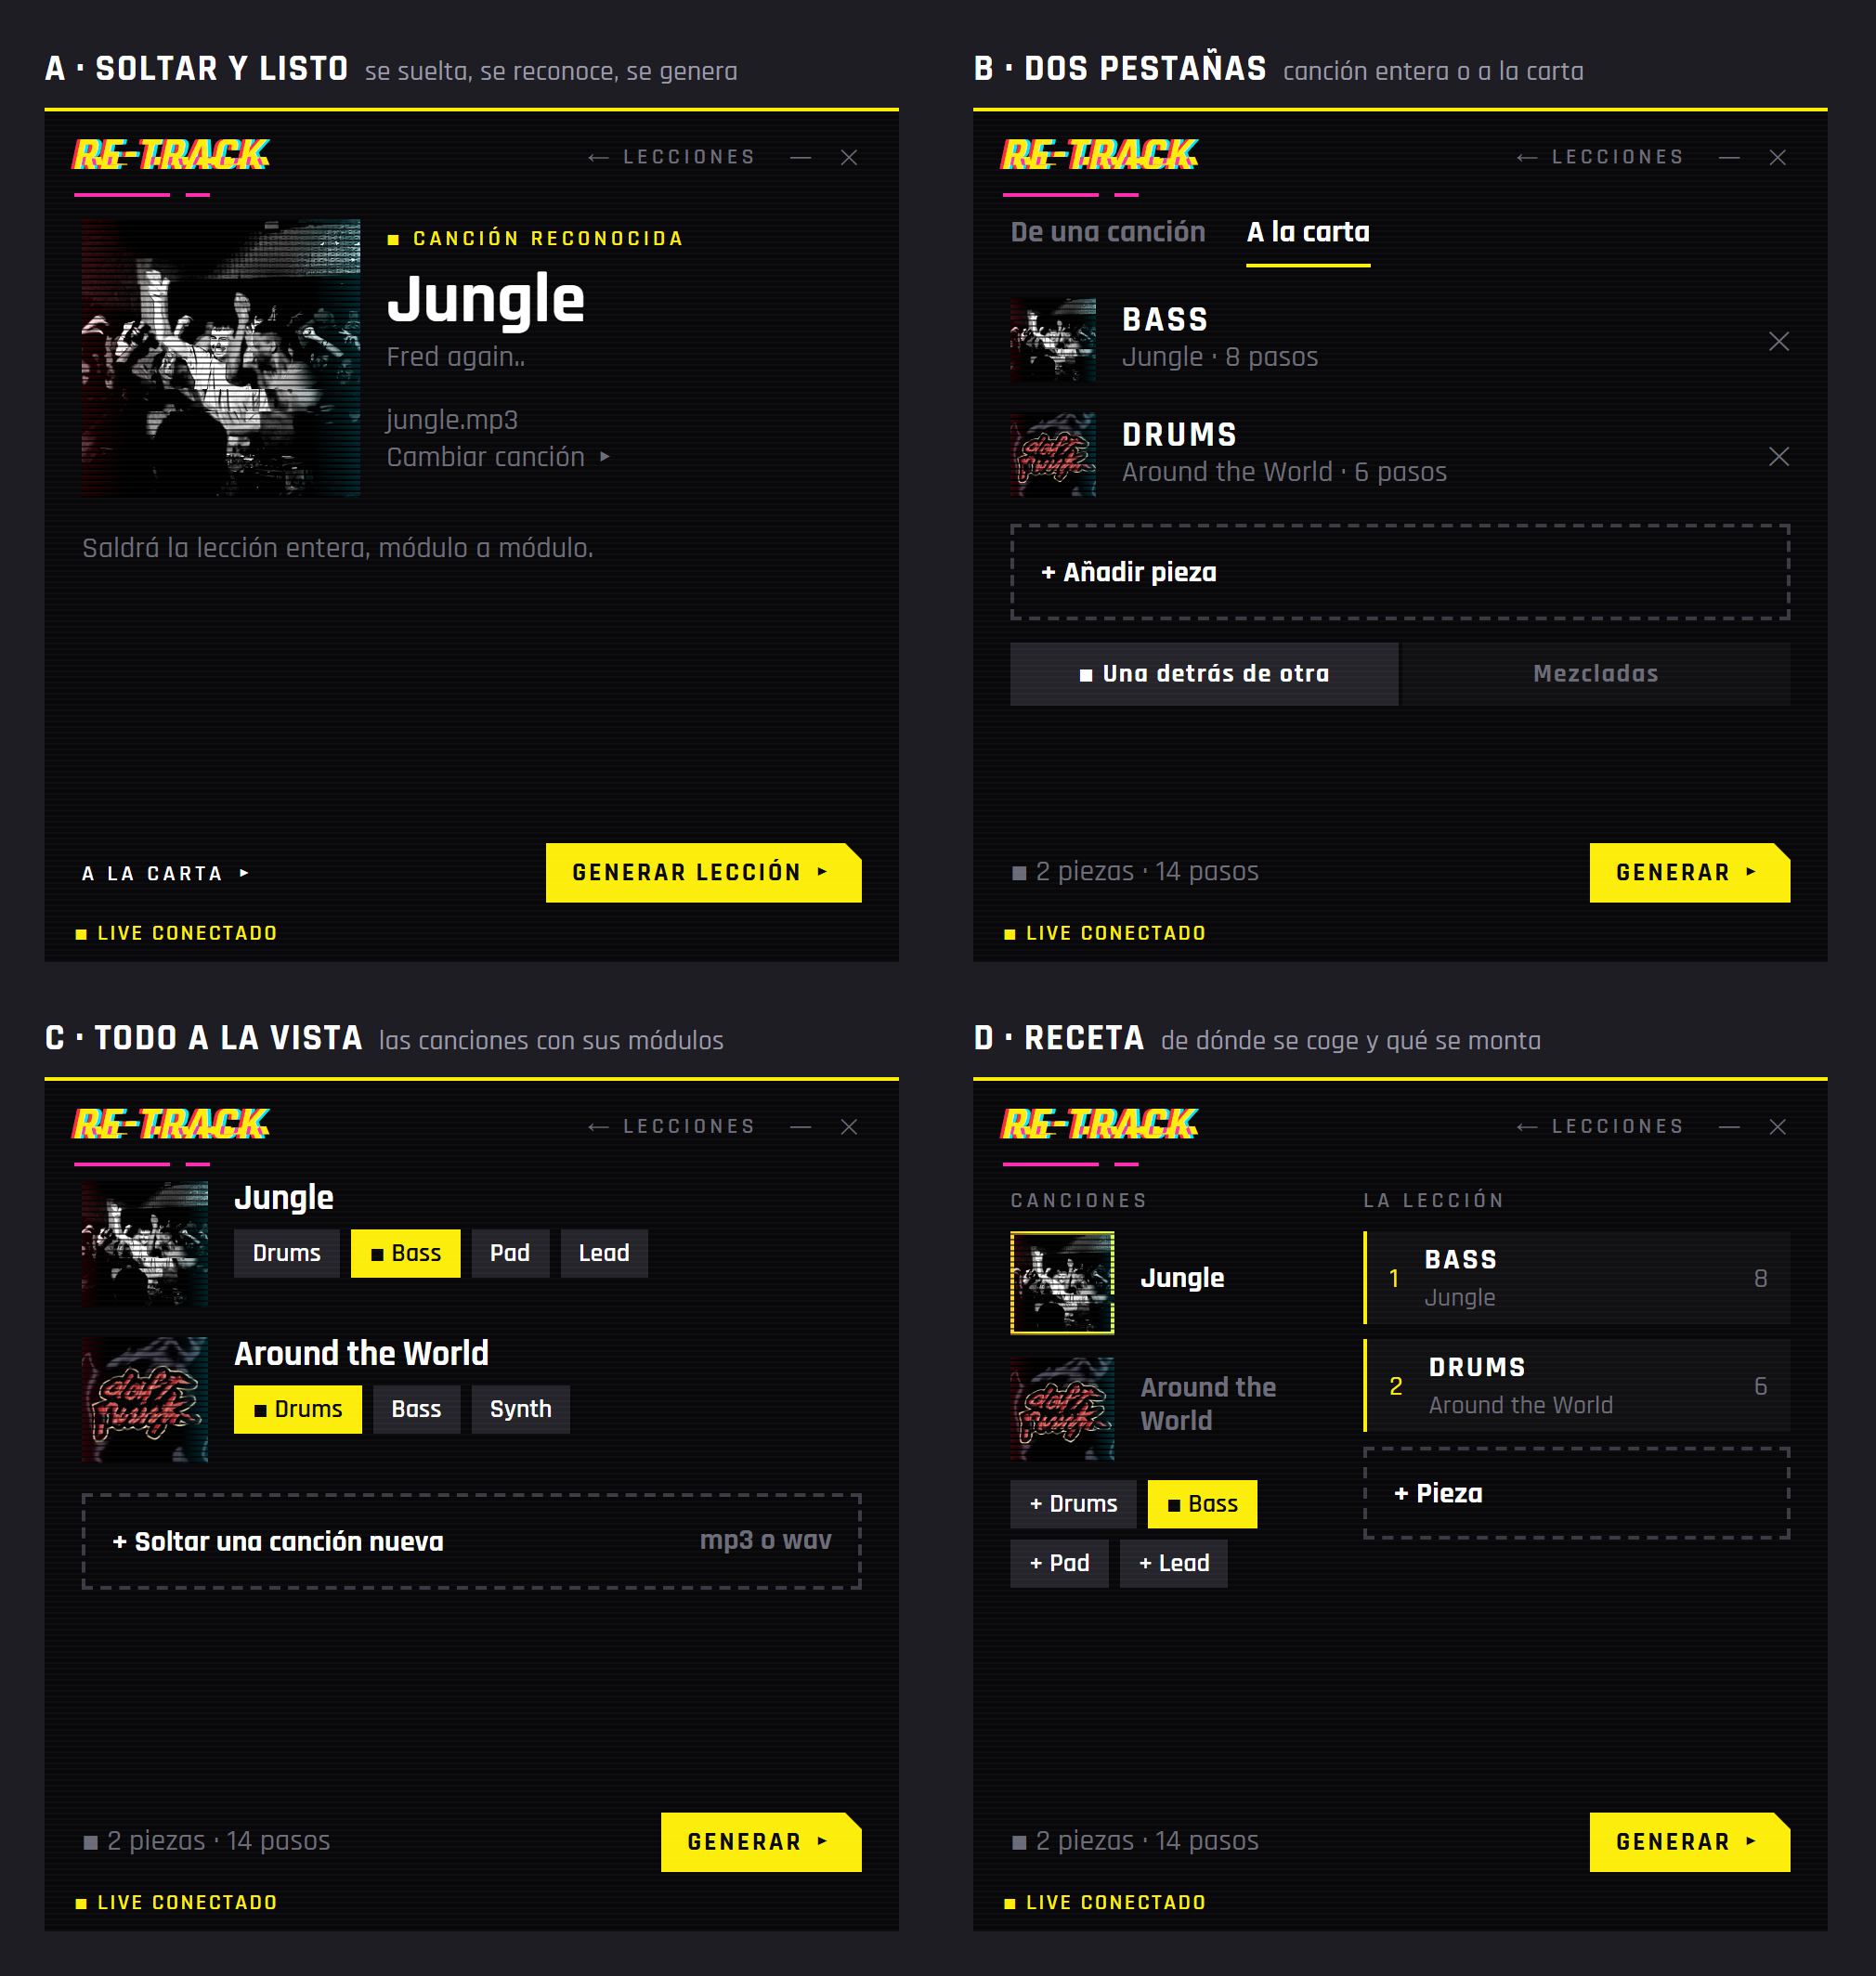 A · SOLTAR Y LISTO se suelta, se reconoce, se genera
RE-TRACK
← LECCIONES — ×
■ CANCIÓN RECONOCIDA
Jungle
Fred again..
jungle.mp3
Cambiar canción ▸
Saldrá la lección entera, módulo a módulo.
A LA CARTA ▸
GENERAR LECCIÓN ▸
■ LIVE CONECTADO
B · DOS PESTAÑAS canción entera o a la carta
RE-TRACK
← LECCIONES — ×
De una canción A la carta
BASS
Jungle · 8 pasos
×
daft punk
DRUMS
Around the World · 6 pasos
×
+ Añadir pieza
■ Una detrás de otra Mezcladas
■ 2 piezas · 14 pasos
GENERAR ▸
■ LIVE CONECTADO
C · TODO A LA VISTA las canciones con sus módulos
RE-TRACK
← LECCIONES — ×
Jungle
Drums ■ Bass Pad Lead
daft punk
Around the World
■ Drums Bass Synth
+ Soltar una canción nueva mp3 o wav
■ 2 piezas · 14 pasos
GENERAR ▸
■ LIVE CONECTADO
D · RECETA de dónde se coge y qué se monta
RE-TRACK
← LECCIONES — ×
CANCIONES
Jungle
daft punk
Around the
World
+ Drums ■ Bass
+ Pad + Lead
LA LECCIÓN
1 BASS 8
Jungle
2 DRUMS 6
Around the World
+ Pieza
■ 2 piezas · 14 pasos
GENERAR ▸
■ LIVE CONECTADO